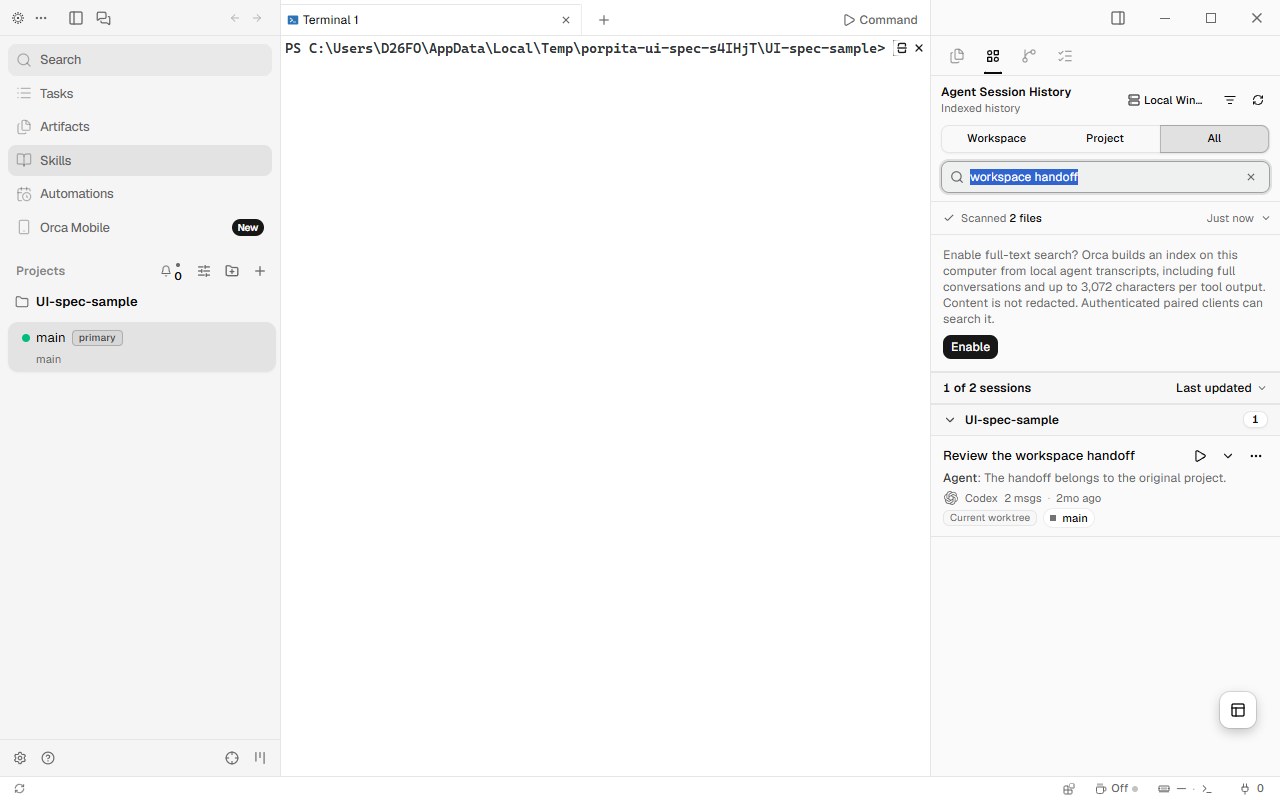 Terminal 1
Command
Search
Tasks
Artifacts
Skills
Automations
Orca Mobile
New
Projects
0
UI-spec-sample
main primary
main
PS C:\Users\D26FO\AppData\Local\Temp\porpita-ui-spec-s4IHjT\UI-spec-sample>
Agent Session History
Indexed history
Local Win...
Workspace
Project
All
workspace handoff
Scanned 2 files
Just now
Enable full-text search? Orca builds an index on this
computer from local agent transcripts, including full
conversations and up to 3,072 characters per tool output.
Content is not redacted. Authenticated paired clients can
search it.
Enable
1 of 2 sessions
Last updated
UI-spec-sample
1
Review the workspace handoff
Agent: The handoff belongs to the original project.
Codex 2 msgs · 2mo ago
Current worktree
main
Off
0